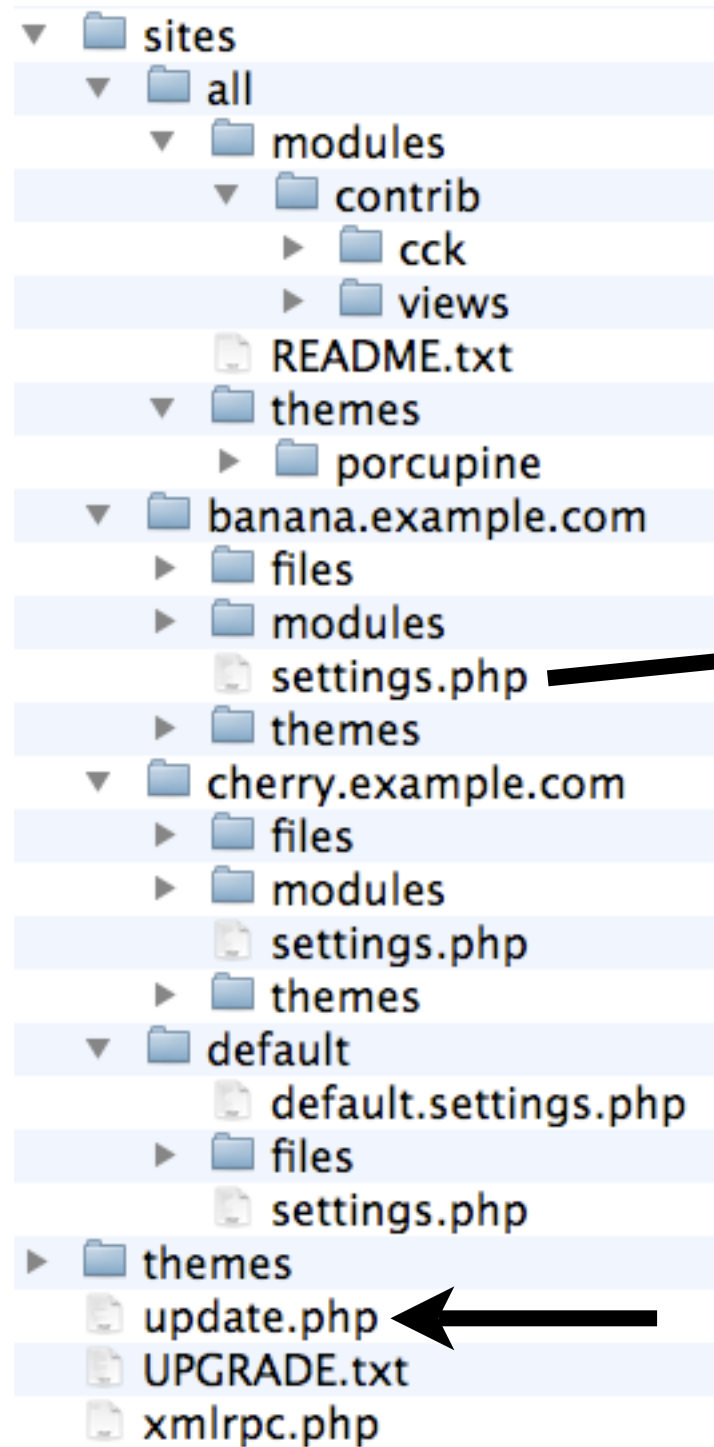 sites
all
modules
contrib
cck
views
README.txt
themes
porcupine
banana.example.com
files
modules
settings.php
themes
cherry.example.com
files
modules
settings.php
themes
default
default.settings.php
files
settings.php
themes
update.php
UPGRADE.txt
xmlrpc.php